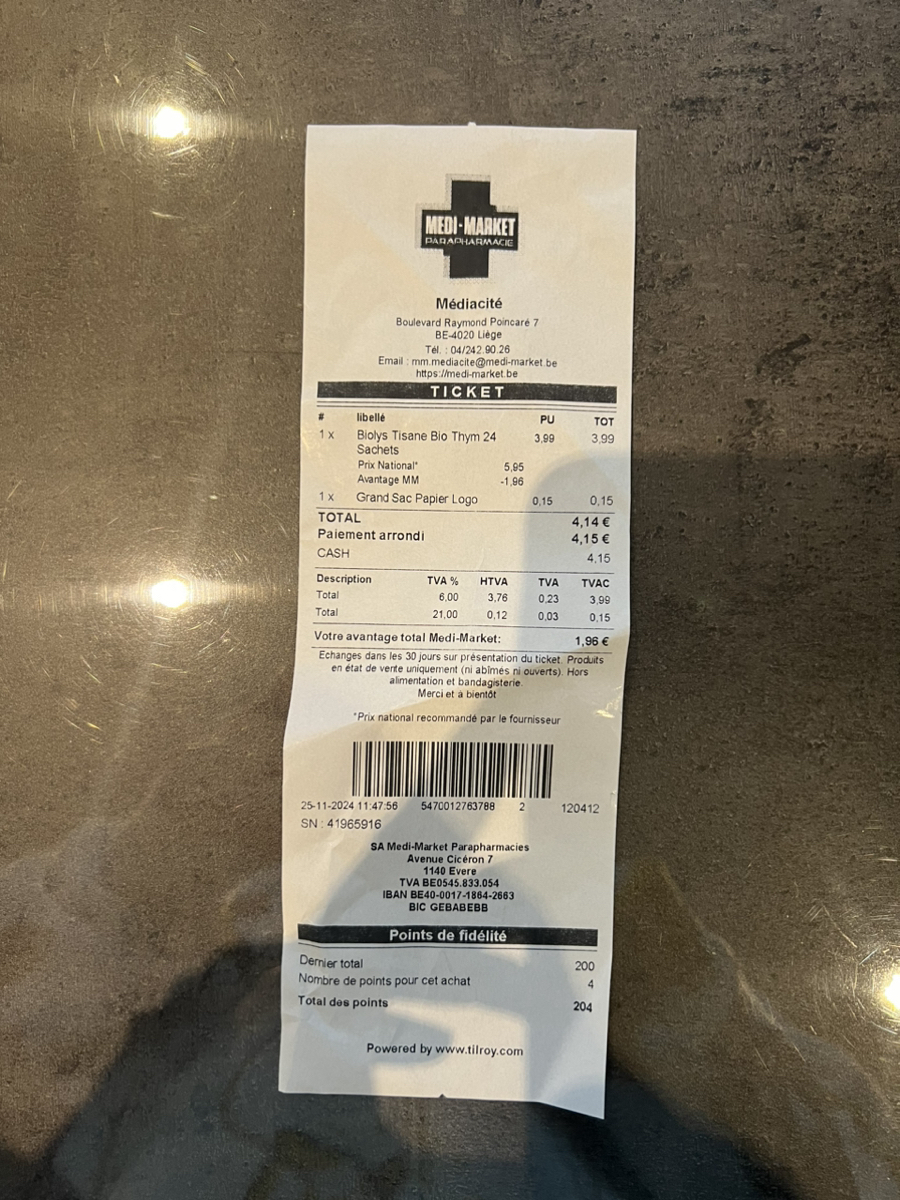 MEDI-MARKET
PARAPHARMACIE
Médiacité
Boulevard Raymond Poincaré 7
BE-4020 Liège
Tél. : 04/242.90.26
Email : mm.mediacite@medi-market.be
https://medi-market.be
TICKET
# libellé PU TOT
1 x Biolys Tisane Bio Thym 24 3,99 3,99
Sachets
Prix National* 5,95
Avantage MM -1,96
1 x Grand Sac Papier Logo 0,15 0,15
TOTAL 4,14 €
Paiement arrondi 4,15 €
CASH 4,15
Description TVA % HTVA TVA TVAC
Total 6,00 3,76 0,23 3,99
Total 21,00 0,12 0,03 0,15
Votre avantage total Medi-Market: 1,96 €
Echanges dans les 30 jours sur présentation du ticket. Produits
en état de vente uniquement (ni abîmés ni ouverts). Hors
alimentation et bandagisterie.
Merci et à bientôt
*Prix national recommandé par le fournisseur
25-11-2024 11:47:56 5470012763788 2 120412
SN : 41965916
SA Medi-Market Parapharmacies
Avenue Cicéron 7
1140 Evere
TVA BE0545.833.054
IBAN BE40-0017-1864-2663
BIC GEBABEBB
Points de fidélité
Dernier total 200
Nombre de points pour cet achat 4
Total des points 204
Powered by www.tilroy.com